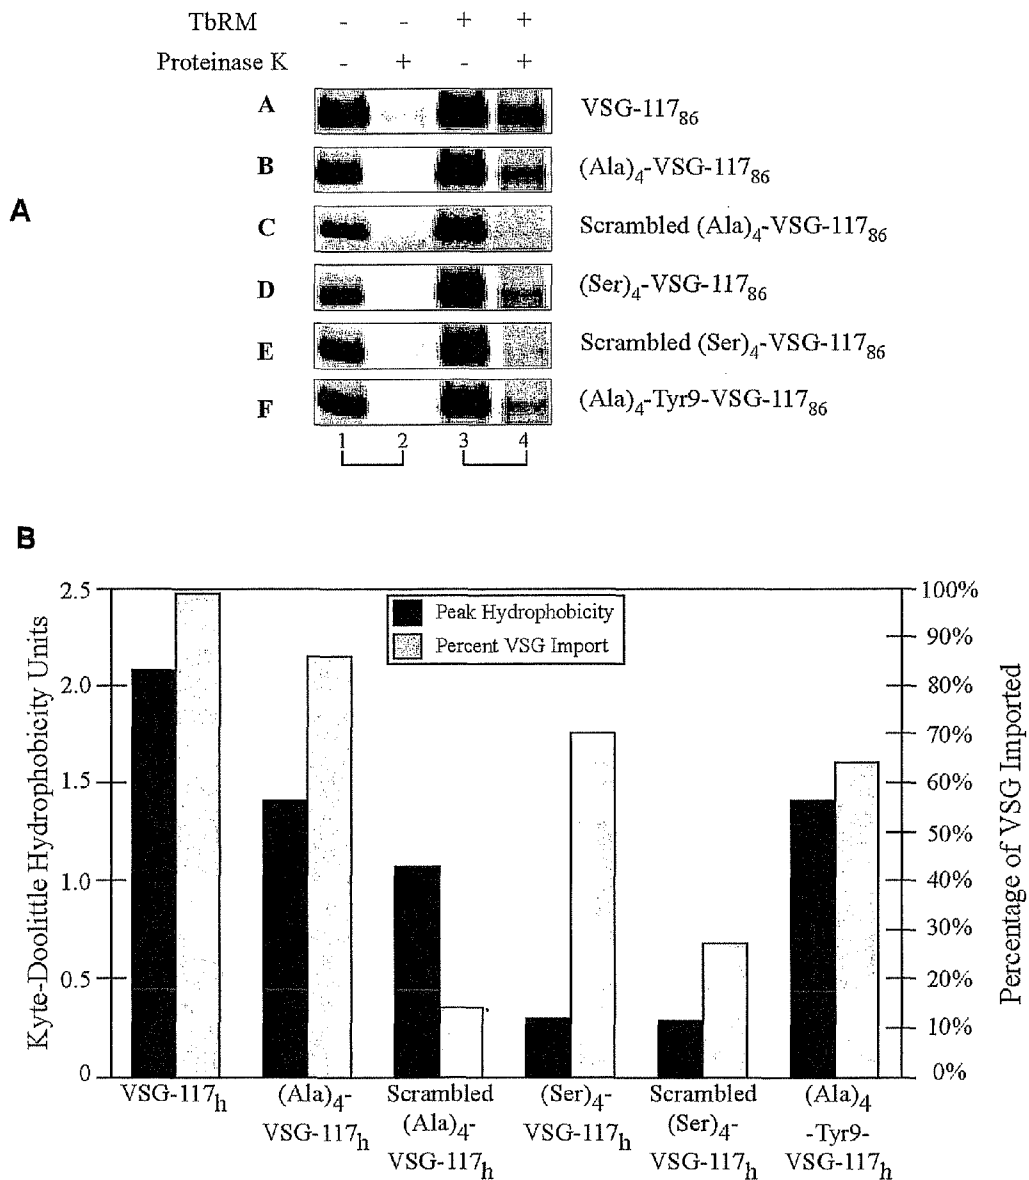 TbRM - - + +
Proteinase K - + - +
A
A VSG-117₈₆
B (Ala)₄-VSG-117₈₆
C Scrambled (Ala)₄-VSG-117₈₆
D (Ser)₄-VSG-117₈₆
E Scrambled (Ser)₄-VSG-117₈₆
F (Ala)₄-Tyr9-VSG-117₈₆
1 2 3 4
B
Kyte-Doolittle Hydrophobicity Units
2.5
2.0
1.5
1.0
0.5
0
Peak Hydrophobicity
Percent VSG Import
100%
90%
80%
70%
60%
50%
40%
30%
20%
10%
0%
Percentage of VSG Imported
VSG-117h
(Ala)₄-
VSG-117h
Scrambled
(Ala)₄-
VSG-117h
(Ser)₄-
VSG-117h
Scrambled
(Ser)₄-
VSG-117h
(Ala)₄
-Tyr9-
VSG-117h